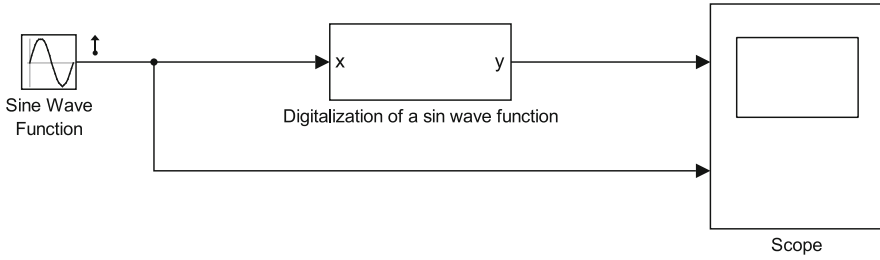 x
y
Sine Wave
Function
Digitalization of a sin wave function
Scope